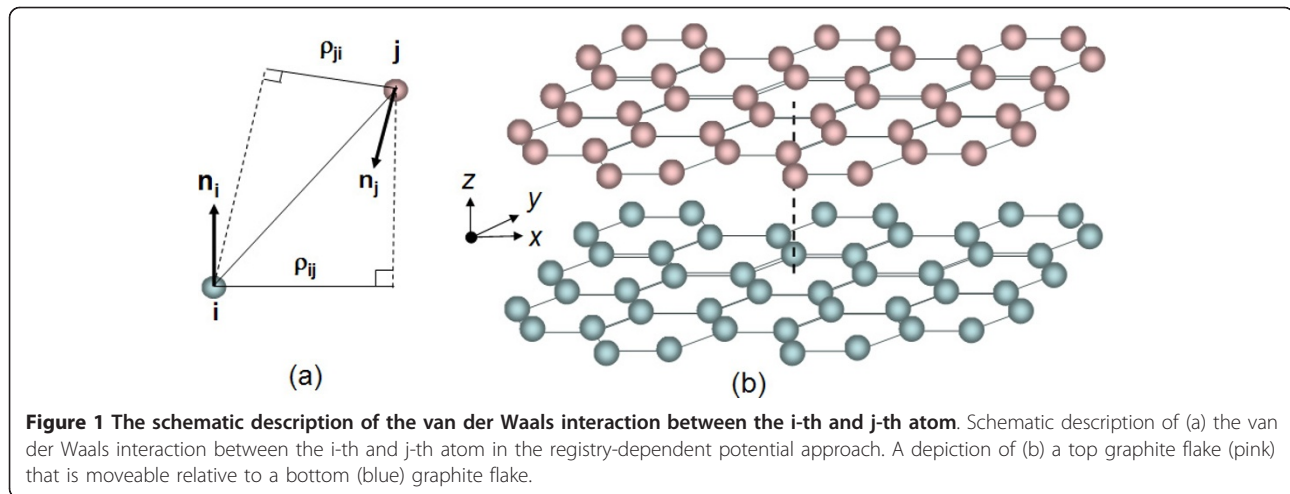 ρji
j
ni
nj
ρij
i
z
y
x
(a)
(b)
Figure 1 The schematic description of the van der Waals interaction between the i-th and j-th atom. Schematic description of (a) the van
der Waals interaction between the i-th and j-th atom in the registry-dependent potential approach. A depiction of (b) a top graphite flake (pink)
that is moveable relative to a bottom (blue) graphite flake.